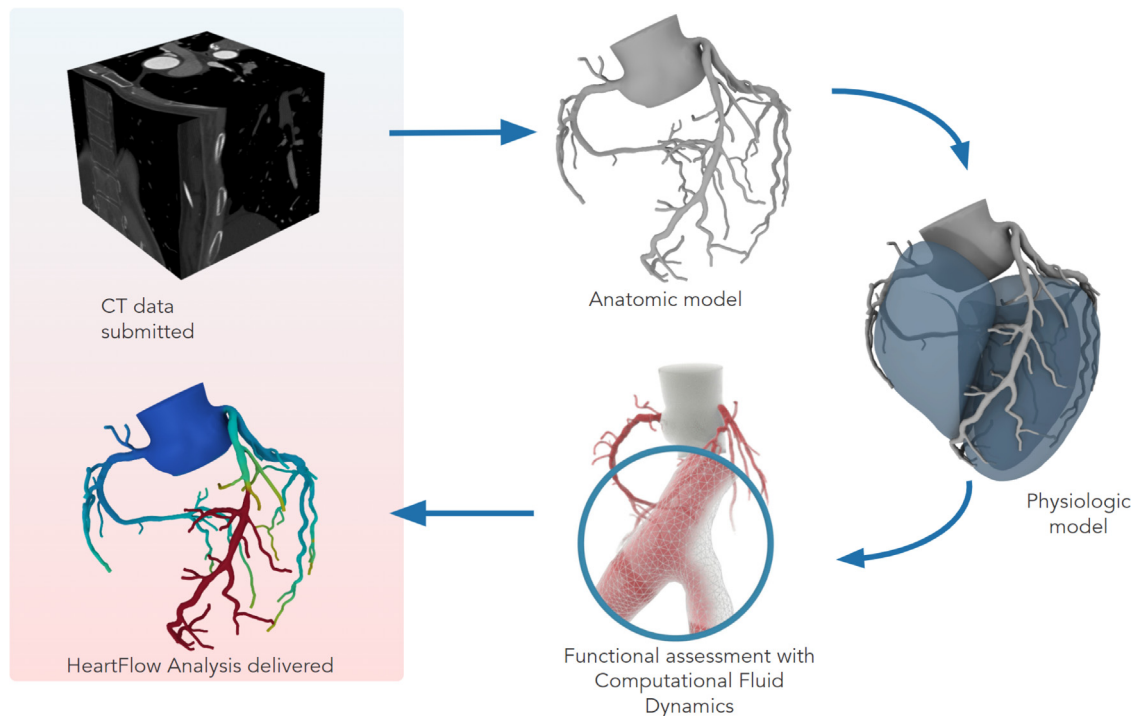 CT data
submitted
Anatomic model
Physiologic
model
Functional assessment with
Computational Fluid
Dynamics
HeartFlow Analysis delivered